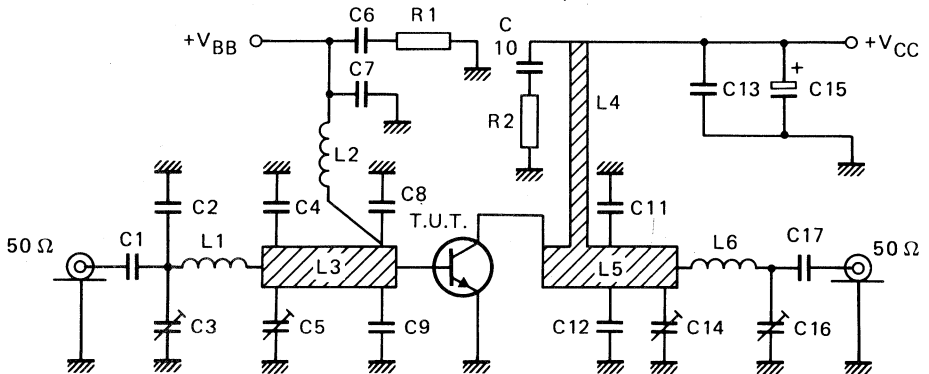 C6 R1
+V_BB
C7
C 10
R2
L4
+V_CC
C13
+
C15
L2
C2
C4
C8
T.U.T.
C11
50 Ω
C1
L1
L3
L5
L6
C17
50 Ω
C3
C5
C9
C12
C14
C16